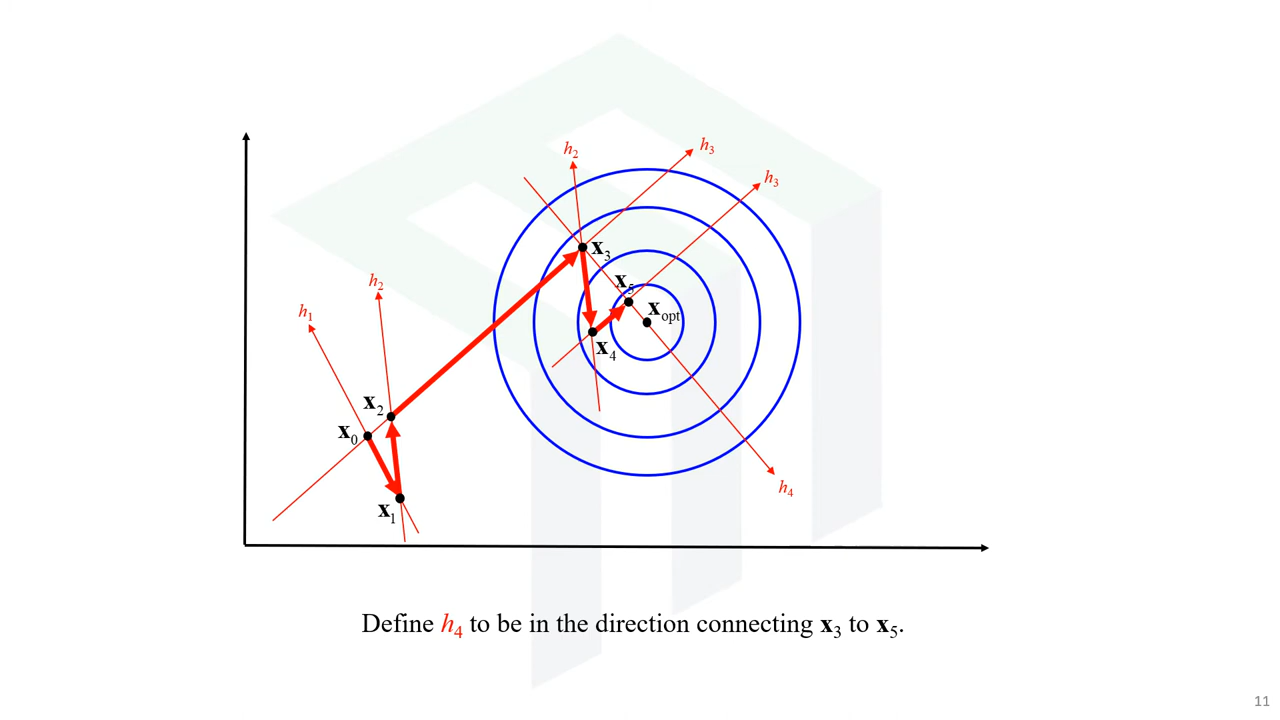 h2
h3
h3
x3
x5
xopt
h2
h1
x4
x2
x0
h4
x1
Define h4 to be in the direction connecting x3 to x5.
11